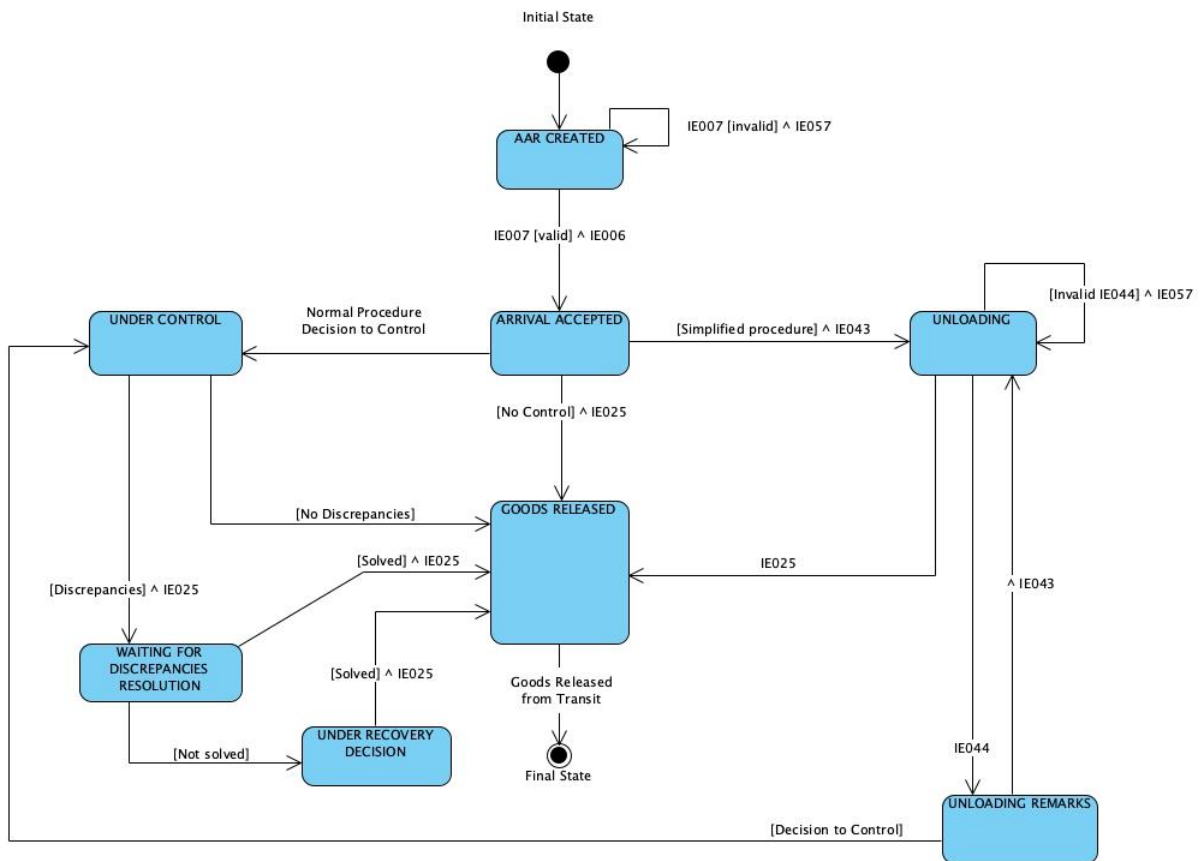 Initial State
AAR CREATED
IE007 [invalid] ^ IE057
IE007 [valid] ^ IE006
[Invalid IE044] ^ IE057
UNDER CONTROL
Normal Procedure
Decision to Control
ARRIVAL ACCEPTED
[Simplified procedure] ^ IE043
UNLOADING
[No Control] ^ IE025
GOODS RELEASED
[No Discrepancies]
[Solved] ^ IE025
IE025
^ IE043
[Discrepancies] ^ IE025
WAITING FOR
DISCREPANCIES
RESOLUTION
[Solved] ^ IE025
Goods Released
from Transit
UNDER RECOVERY
DECISION
[Not solved]
IE044
Final State
UNLOADING REMARKS
[Decision to Control]